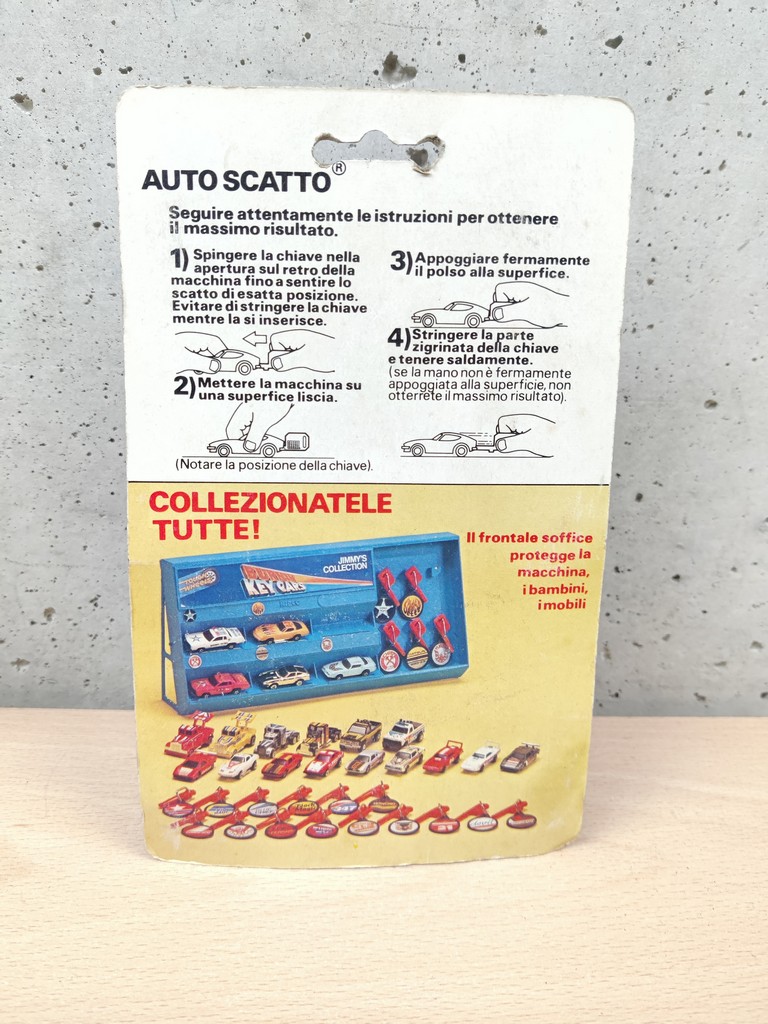 AUTO SCATTO®
Seguire attentamente le istruzioni per ottenere
il massimo risultato.
1) Spingere la chiave nella
apertura sul retro della
macchina fino a sentire lo
scatto di esatta posizione.
Evitare di stringere la chiave
mentre la si inserisce.
2) Mettere la macchina su
una superfice liscia.
(Notare la posizione della chiave).
3) Appoggiare fermamente
il polso alla superfice.
4) Stringere la parte
zigrinata della chiave
e tenere saldamente.
(se la mano non è fermamente
appoggiata alla superficie, non
otterrete il massimo risultato).
COLLEZIONATELE
TUTTE!
JIMMY'S
COLLECTION
KEY CARS
Il frontale soffice
protegge la
macchina,
i bambini,
i mobili